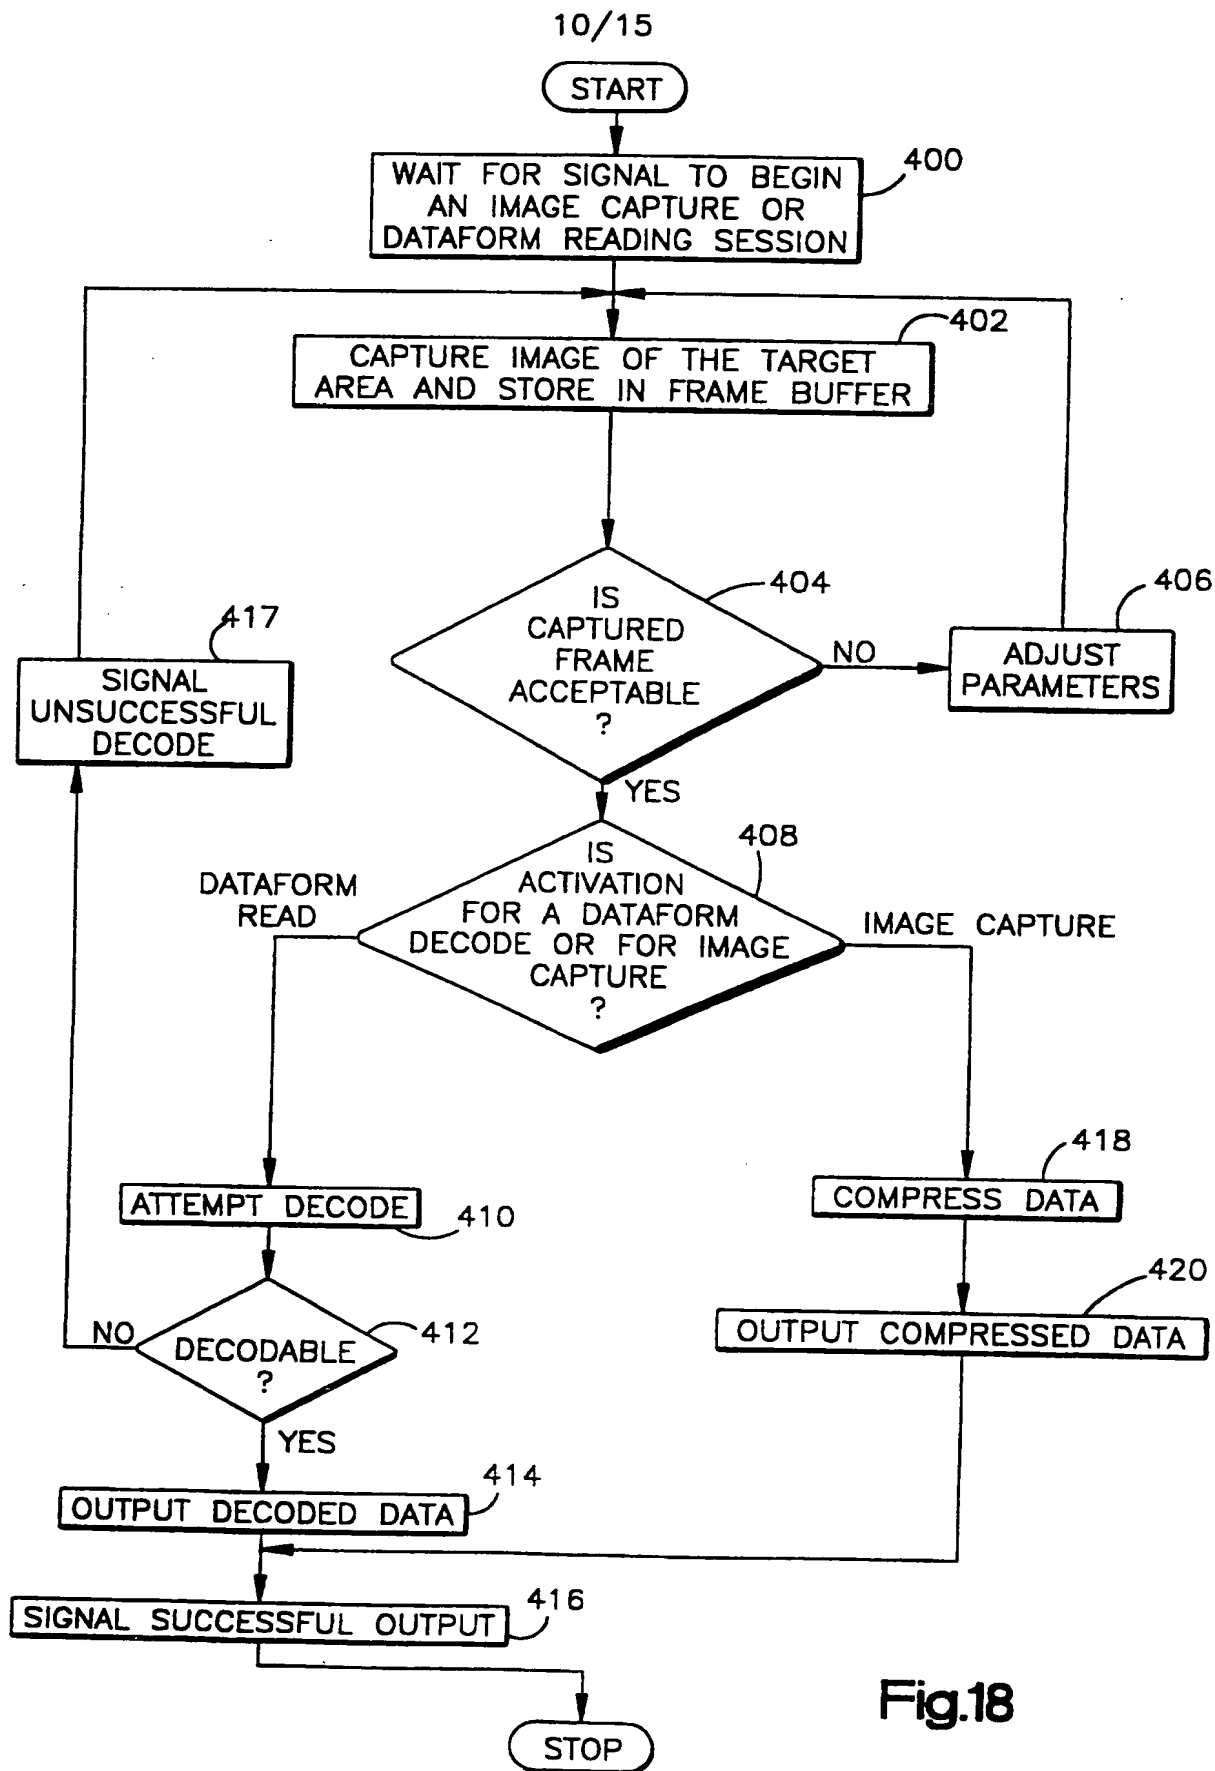 10/15
START
WAIT FOR SIGNAL TO BEGIN
AN IMAGE CAPTURE OR
DATAFORM READING SESSION
400
402
CAPTURE IMAGE OF THE TARGET
AREA AND STORE IN FRAME BUFFER
404
IS
CAPTURED
FRAME
ACCEPTABLE
?
NO
406
ADJUST
PARAMETERS
417
SIGNAL
UNSUCCESSFUL
DECODE
YES
408
IS
ACTIVATION
FOR A DATAFORM
DECODE OR FOR IMAGE
CAPTURE
?
DATAFORM
READ
IMAGE CAPTURE
ATTEMPT DECODE
410
418
COMPRESS DATA
412
DECODABLE
?
NO
420
OUTPUT COMPRESSED DATA
YES
414
OUTPUT DECODED DATA
416
SIGNAL SUCCESSFUL OUTPUT
STOP
Fig.18